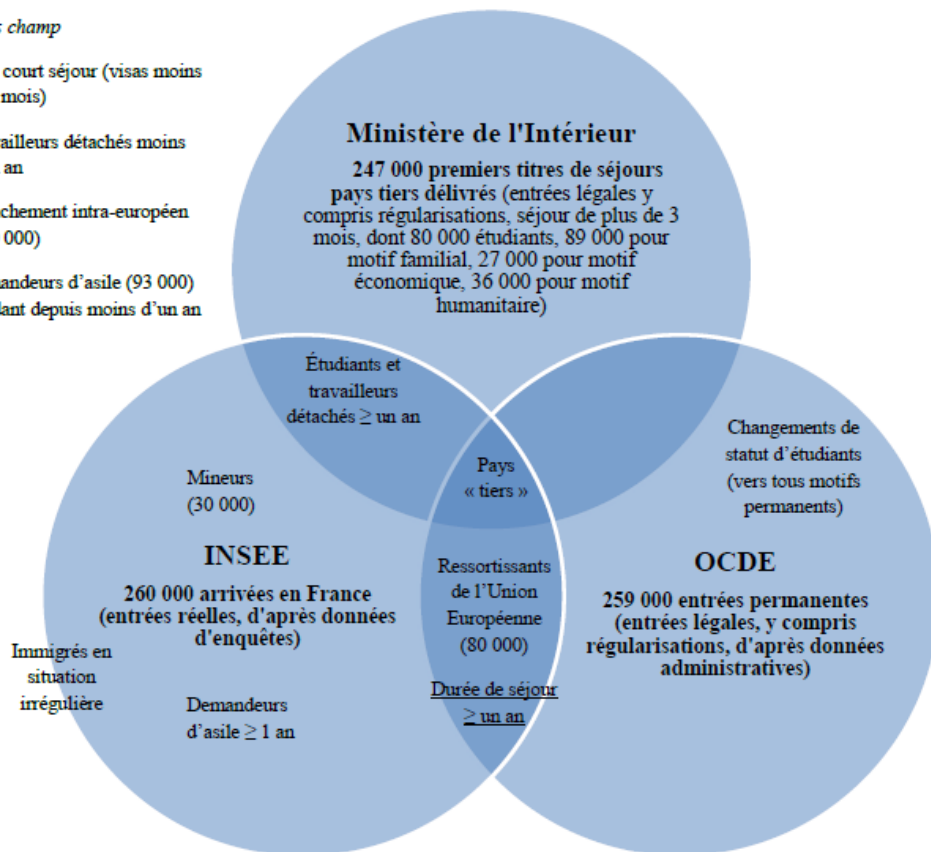 champ
court séjour (visas moins
mois)
détachés moins
an
intra-européen
000)
d'asile (93 000)
depuis moins d'un an
Ministère de l'Intérieur
247 000 premiers titres de séjours
pays tiers délivrés (entrées légales y
compris régularisations, séjour de plus de 3
mois, dont 80 000 étudiants, 89 000 pour
motif familial, 27 000 pour motif
économique, 36 000 pour motif
humanitaire)
Étudiants et
travailleurs
détachés ≥ un an
Pays
« tiers »
Changements de
statut d'étudiants
(vers tous motifs
permanents)
Mineurs
(30 000)
INSEE
260 000 arrivées en France
(entrées réelles, d'après données
d'enquêtes)
Immigrés en
situation
irrégulière
Demandeurs
d'asile ≥ 1 an
Ressortissants
de l'Union
Européenne
(80 000)
Durée de séjour
≥ un an
OCDE
259 000 entrées permanentes
(entrées légales, y compris
régularisations, d'après données
administratives)